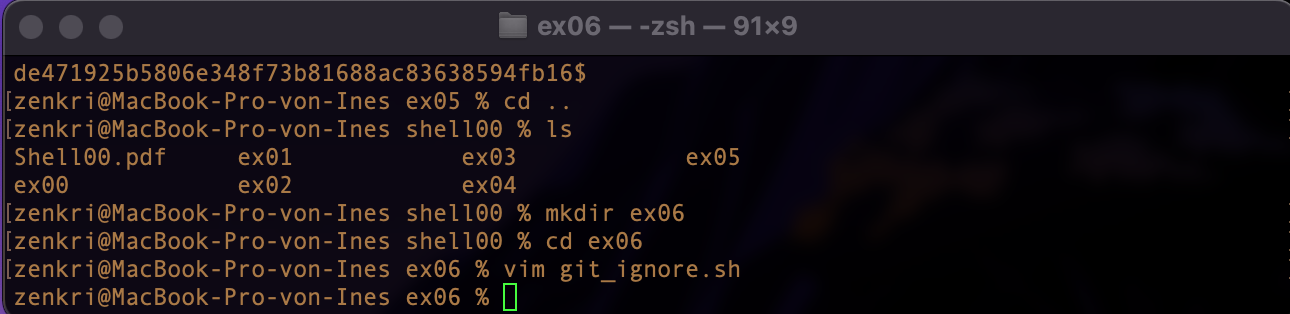 ex06 — -zsh — 91×9
de471925b5806e348f73b81688ac83638594fb16$
[zenkri@MacBook-Pro-von-Ines ex05 % cd ..
[zenkri@MacBook-Pro-von-Ines shell00 % ls
Shell00.pdf     ex01            ex03            ex05
ex00            ex02            ex04
[zenkri@MacBook-Pro-von-Ines shell00 % mkdir ex06
[zenkri@MacBook-Pro-von-Ines shell00 % cd ex06
[zenkri@MacBook-Pro-von-Ines ex06 % vim git_ignore.sh
zenkri@MacBook-Pro-von-Ines ex06 %